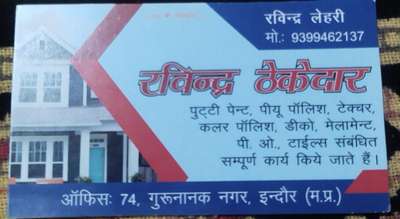 रविन्द्र लेहरी
मो.: 9399462137
रविन्द्र ठेकेदार
पुट्टी पेन्ट, पीयू पॉलिश, टेक्चर,
कलर पॉलिश, डीको, मेलामेन्ट,
पी. ओ., टाईल्स संबंधित
सम्पूर्ण कार्य किये जाते हैं।
ऑफिस: 74, गुरूनानक नगर, इन्दौर (म.प्र.)